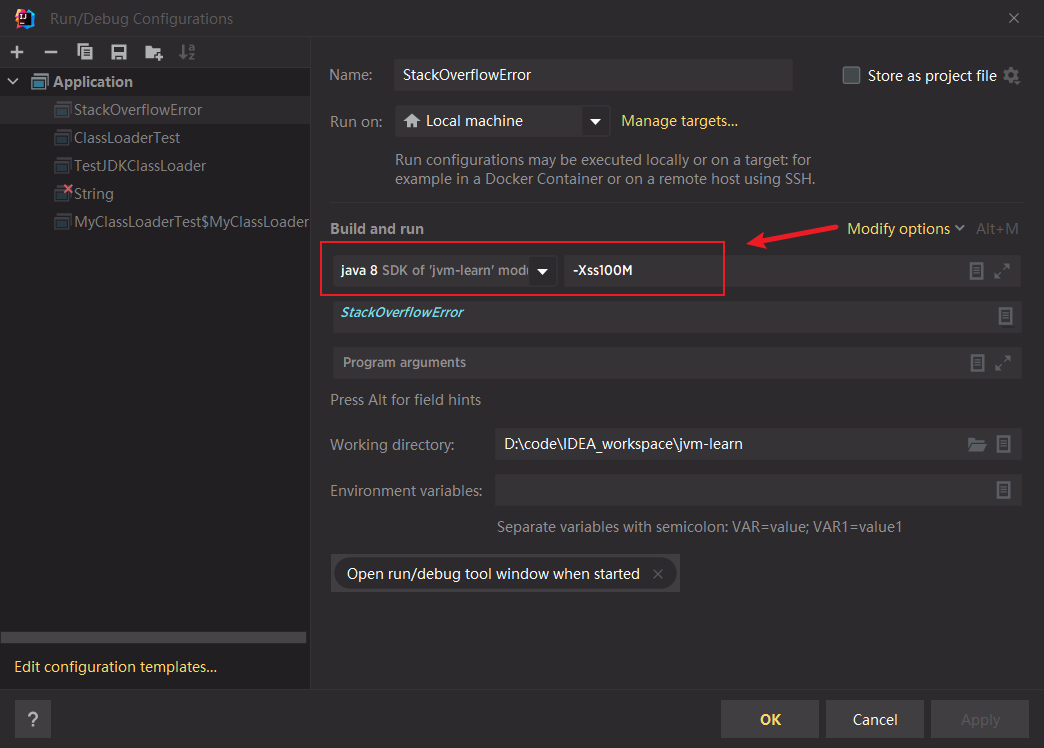 Run/Debug Configurations
Application
StackOverflowError
ClassLoaderTest
TestJDKClassLoader
String
MyClassLoaderTest$MyClassLoader
Edit configuration templates...
Name: StackOverflowError Store as project file
Run on: Local machine Manage targets...
Run configurations may be executed locally or on a target: for
example in a Docker Container or on a remote host using SSH.
Build and run Modify options Alt+M
java 8 SDK of 'jvm-learn' modu -Xss100M
StackOverflowError
Program arguments
Press Alt for field hints
Working directory: D:\code\IDEA_workspace\jvm-learn
Environment variables:
Separate variables with semicolon: VAR=value; VAR1=value1
Open run/debug tool window when started
? OK Cancel Apply